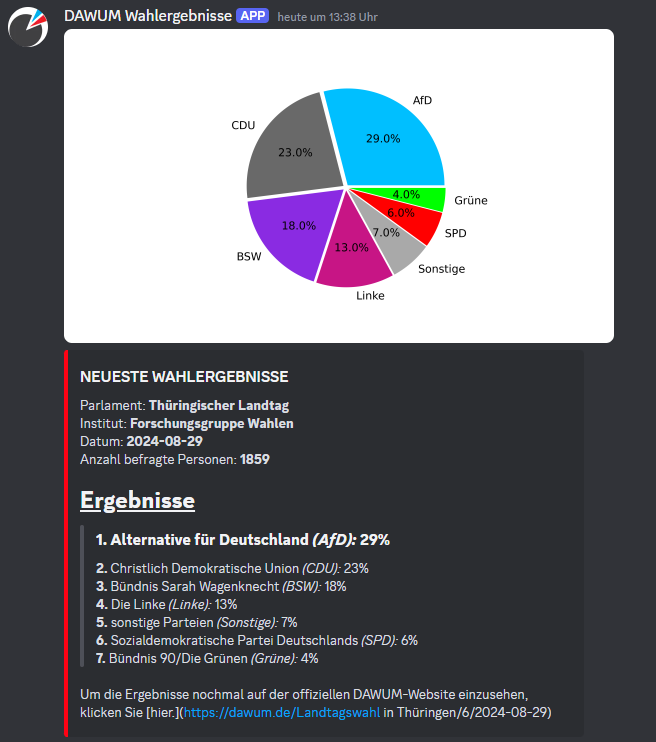 DAWUM Wahlergebnisse APP heute um 13:38 Uhr
AfD
CDU
29.0%
23.0%
4.0%
Grüne
6.0%
18.0%
7.0%
SPD
13.0%
BSW
Sonstige
Linke
NEUESTE WAHLERGEBNISSE
Parlament: Thüringischer Landtag
Institut: Forschungsgruppe Wahlen
Datum: 2024-08-29
Anzahl befragte Personen: 1859
Ergebnisse
1. Alternative für Deutschland (AfD): 29%
2. Christlich Demokratische Union (CDU): 23%
3. Bündnis Sarah Wagenknecht (BSW): 18%
4. Die Linke (Linke): 13%
5. sonstige Parteien (Sonstige): 7%
6. Sozialdemokratische Partei Deutschlands (SPD): 6%
7. Bündnis 90/Die Grünen (Grüne): 4%
Um die Ergebnisse nochmal auf der offiziellen DAWUM-Website einzusehen,
klicken Sie [hier.](https://dawum.de/Landtagswahl in Thüringen/6/2024-08-29)